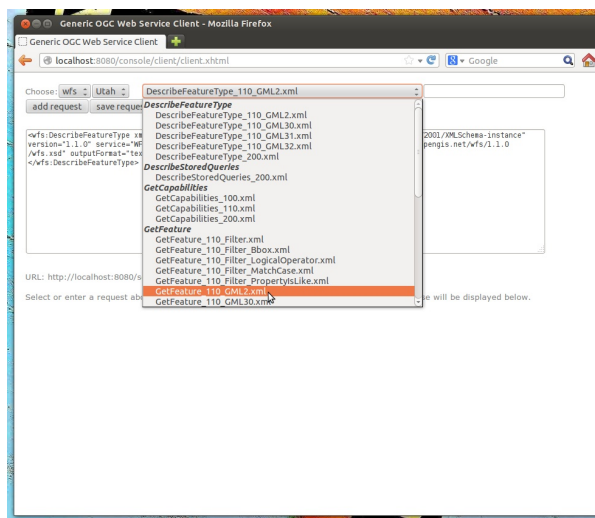 Generic OGC Web Service Client - Mozilla Firefox
Generic OGC Web Service Client
localhost:8080/console/client/client.xhtml
Google
Choose: wfs Utah DescribeFeatureType_110_GML2.xml
add request save
DescribeFeatureType
DescribeFeatureType_110_GML2.xml
DescribeFeatureType_110_GML30.xml
DescribeFeatureType_110_GML31.xml
DescribeFeatureType_110_GML32.xml
DescribeFeatureType_200.xml
DescribeStoredQueries
DescribeStoredQueries_200.xml
GetCapabilities
GetCapabilities_100.xml
GetCapabilities_110.xml
GetCapabilities_200.xml
GetFeature
GetFeature_110_Filter.xml
GetFeature_110_Filter_Bbox.xml
GetFeature_110_Filter_LogicalOperator.xml
GetFeature_110_Filter_MatchCase.xml
GetFeature_110_Filter_PropertyIsLike.xml
GetFeature_110_GML2.xml
GetFeature_110_GML30.xml
<wfs:DescribeFeatureType xm 2001/XMLSchema-instance"
version="1.1.0" service="WF pengis.net/wfs/1.1.0
/wfs.xsd" outputFormat="tex
</wfs:DescribeFeatureType>
URL: http://localhost:8080/s
Select or enter a request abo se will be displayed below.